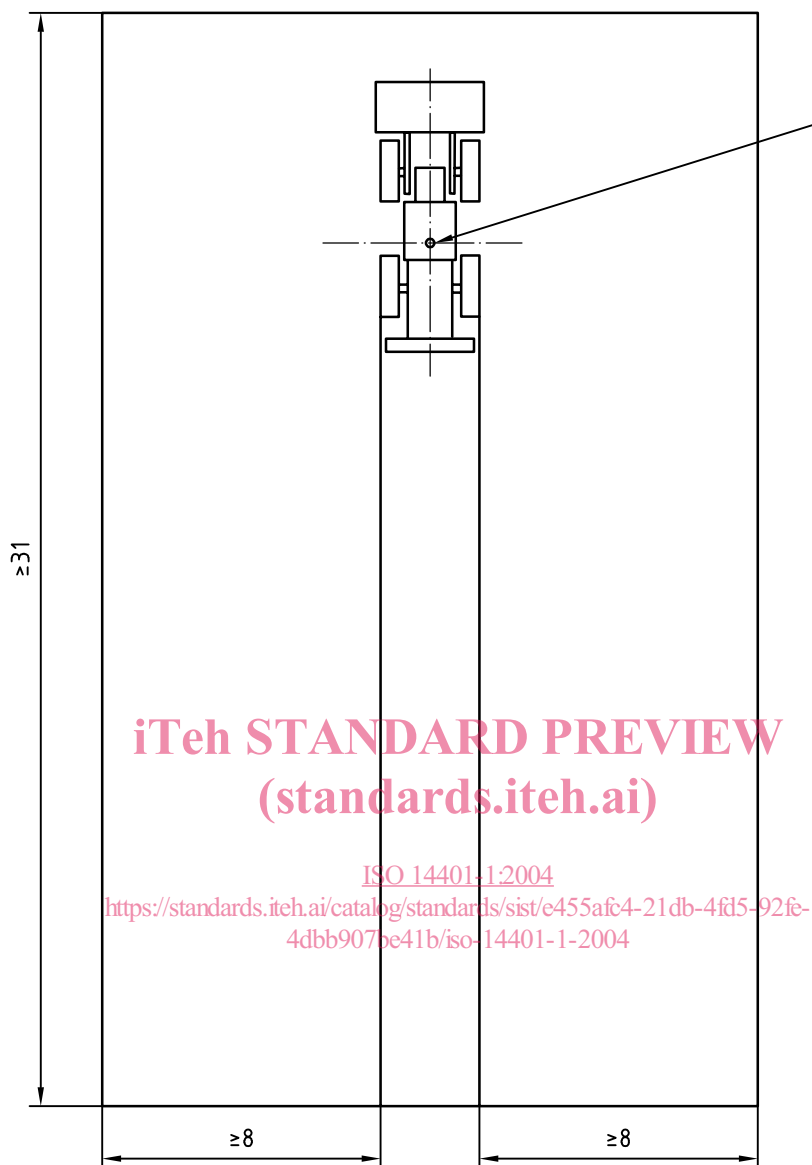 ≥31
iTeh STANDARD PREVIEW
(standards.iteh.ai)
ISO 14401-1:2004
https://standards.iteh.ai/catalog/standards/sist/e455afc4-21db-4fd5-92fe-
4dbb907be41b/iso-14401-1-2004
≥8
≥8